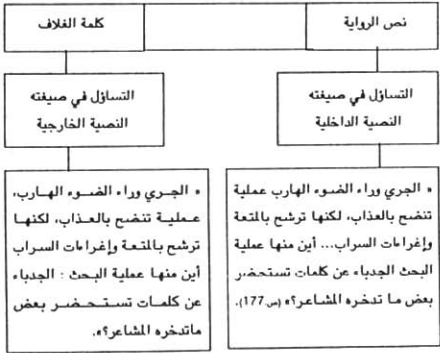 نص الرواية
كلمة الغلاف
التساؤل في صيغته
النصية الداخلية
التساؤل في صيغته
النصية الخارجية
« الجري وراء الضوء الهارب عملية
تنضح بالعذاب، لكنها ترشح بالمتعة
وإغراءات السراب... أين منها عملية
البحث الجدباء عن كلمات تستحضر
بعض ما تدخره المشاعر؟» (ص.177).
« الجري وراء الضوء الهارب،
عملية تنضح بالعذاب، لكنها
ترشح بالمتعة وإغراءات السراب
أين منها عملية البحث : الجدباء
عن كلمات تستحضر بعض
ماتدخره المشاعر؟».